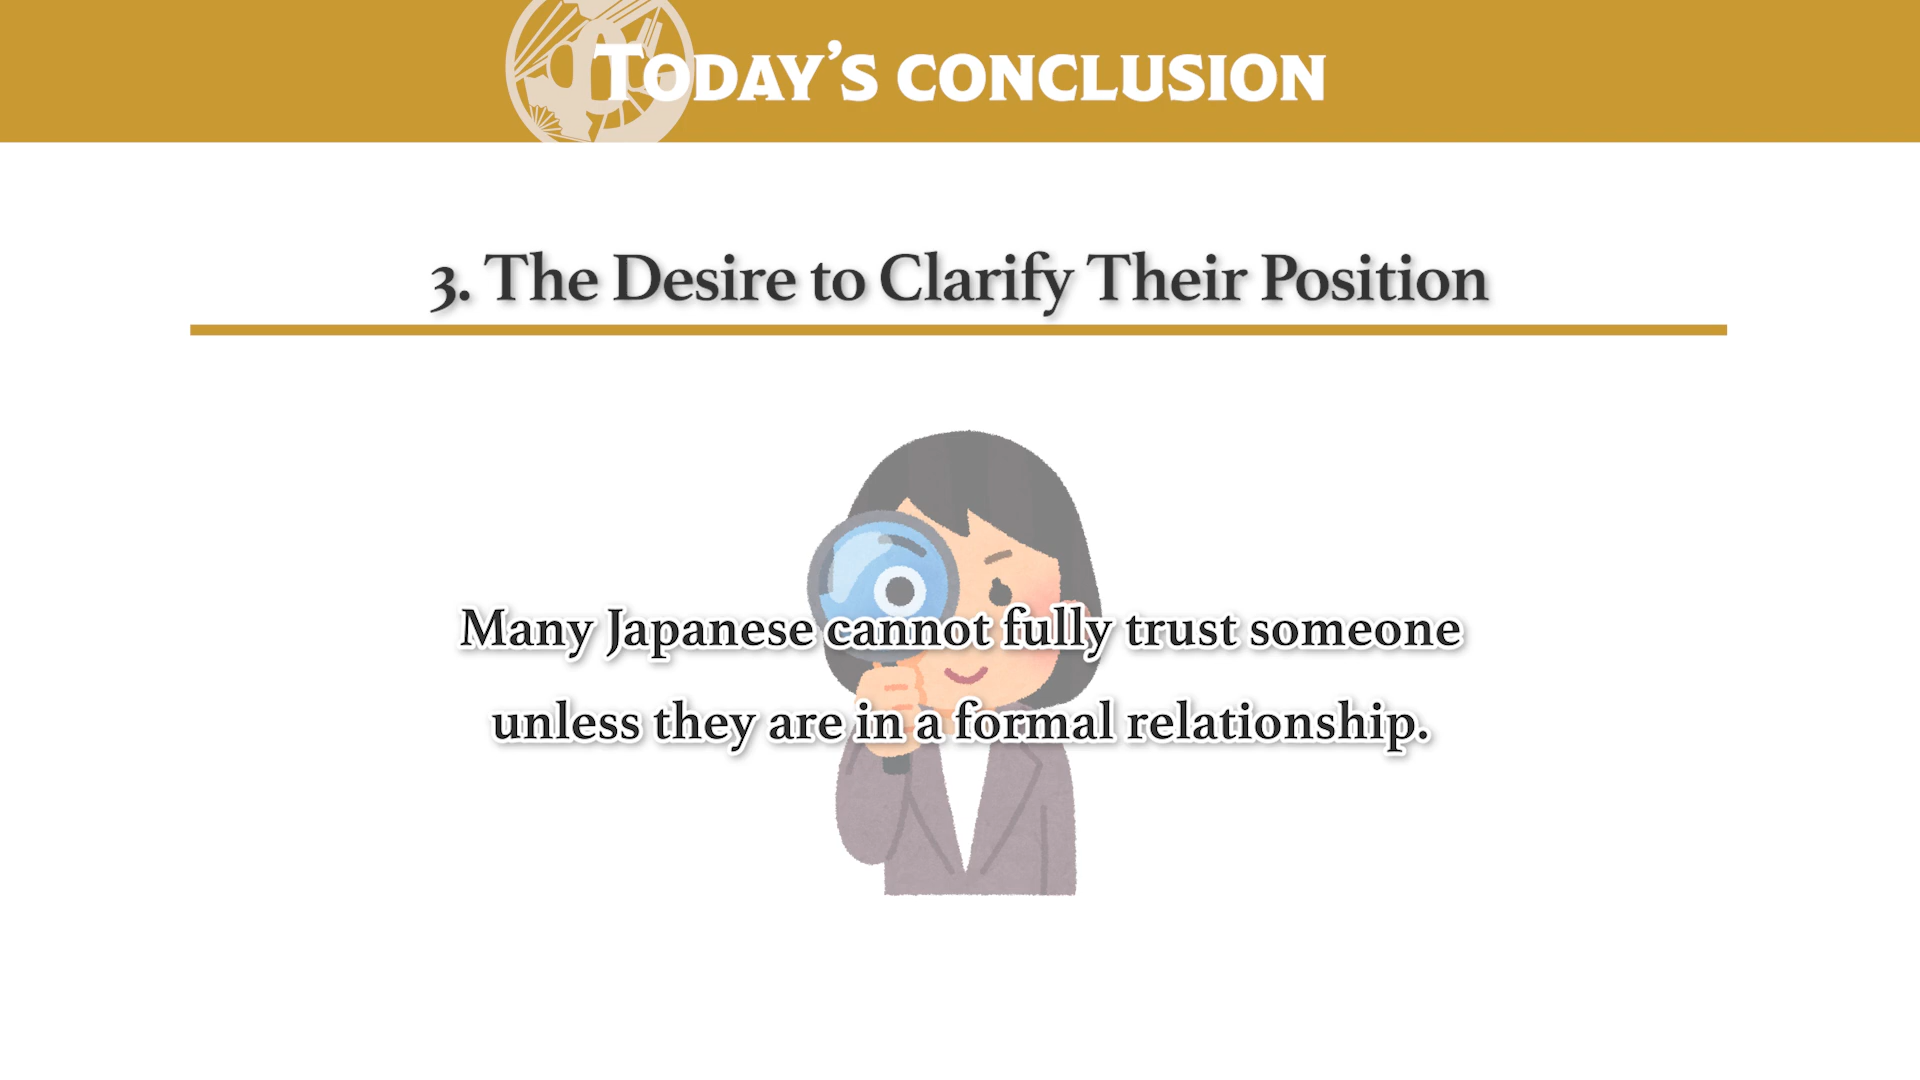 TODAY’S CONCLUSION
3. The Desire to Clarify Their Position
Many Japanese cannot fully trust someone
unless they are in a formal relationship.